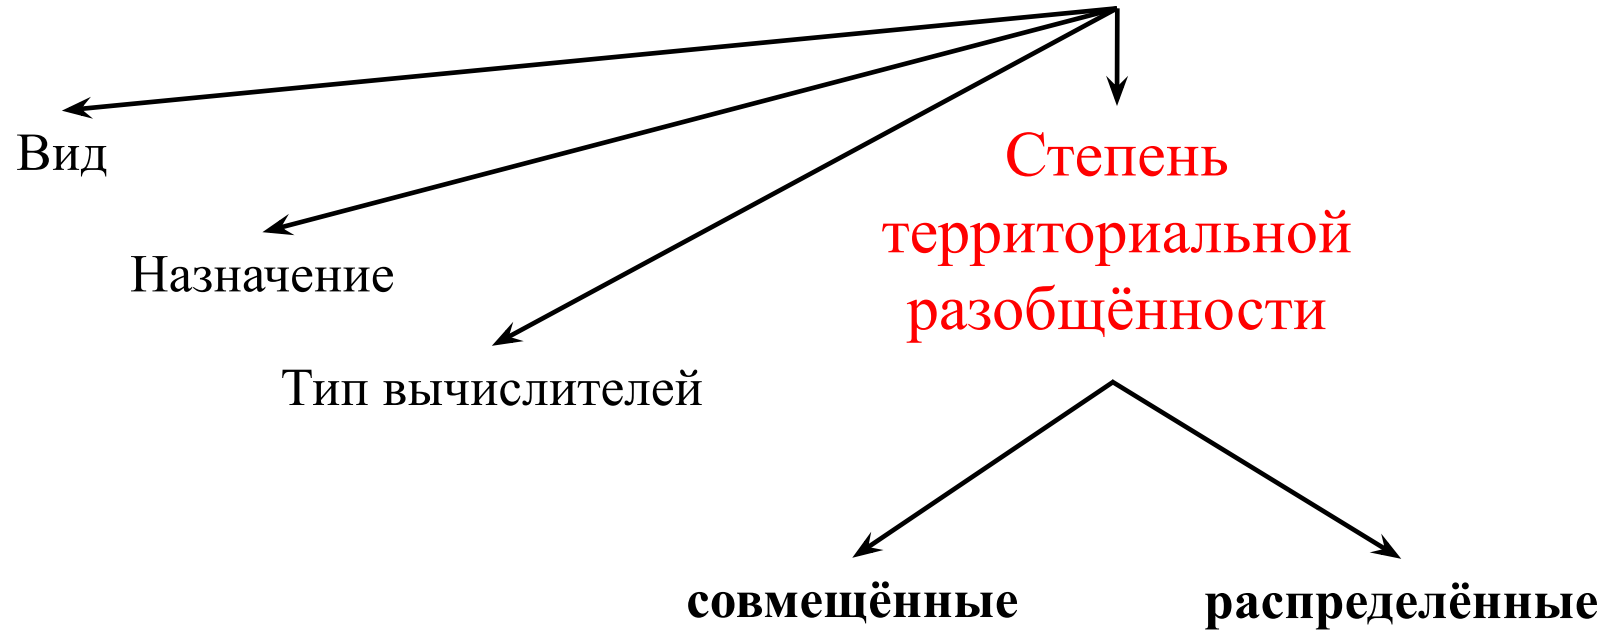 Вид
Назначение
Тип вычислителей
Степень
территориальной
разобщённости
совмещённые
распределённые